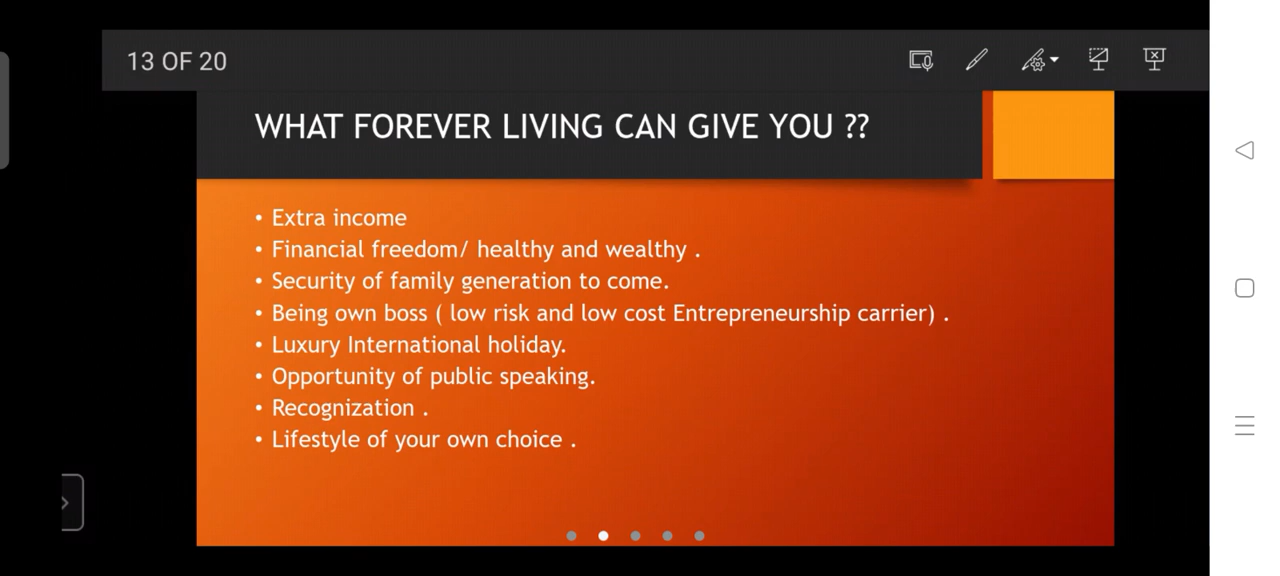 13 OF 20
WHAT FOREVER LIVING CAN GIVE YOU ??
• Extra income
• Financial freedom/ healthy and wealthy .
• Security of family generation to come.
• Being own boss ( low risk and low cost Entrepreneurship carrier) .
• Luxury International holiday.
• Opportunity of public speaking.
• Recognization .
• Lifestyle of your own choice .